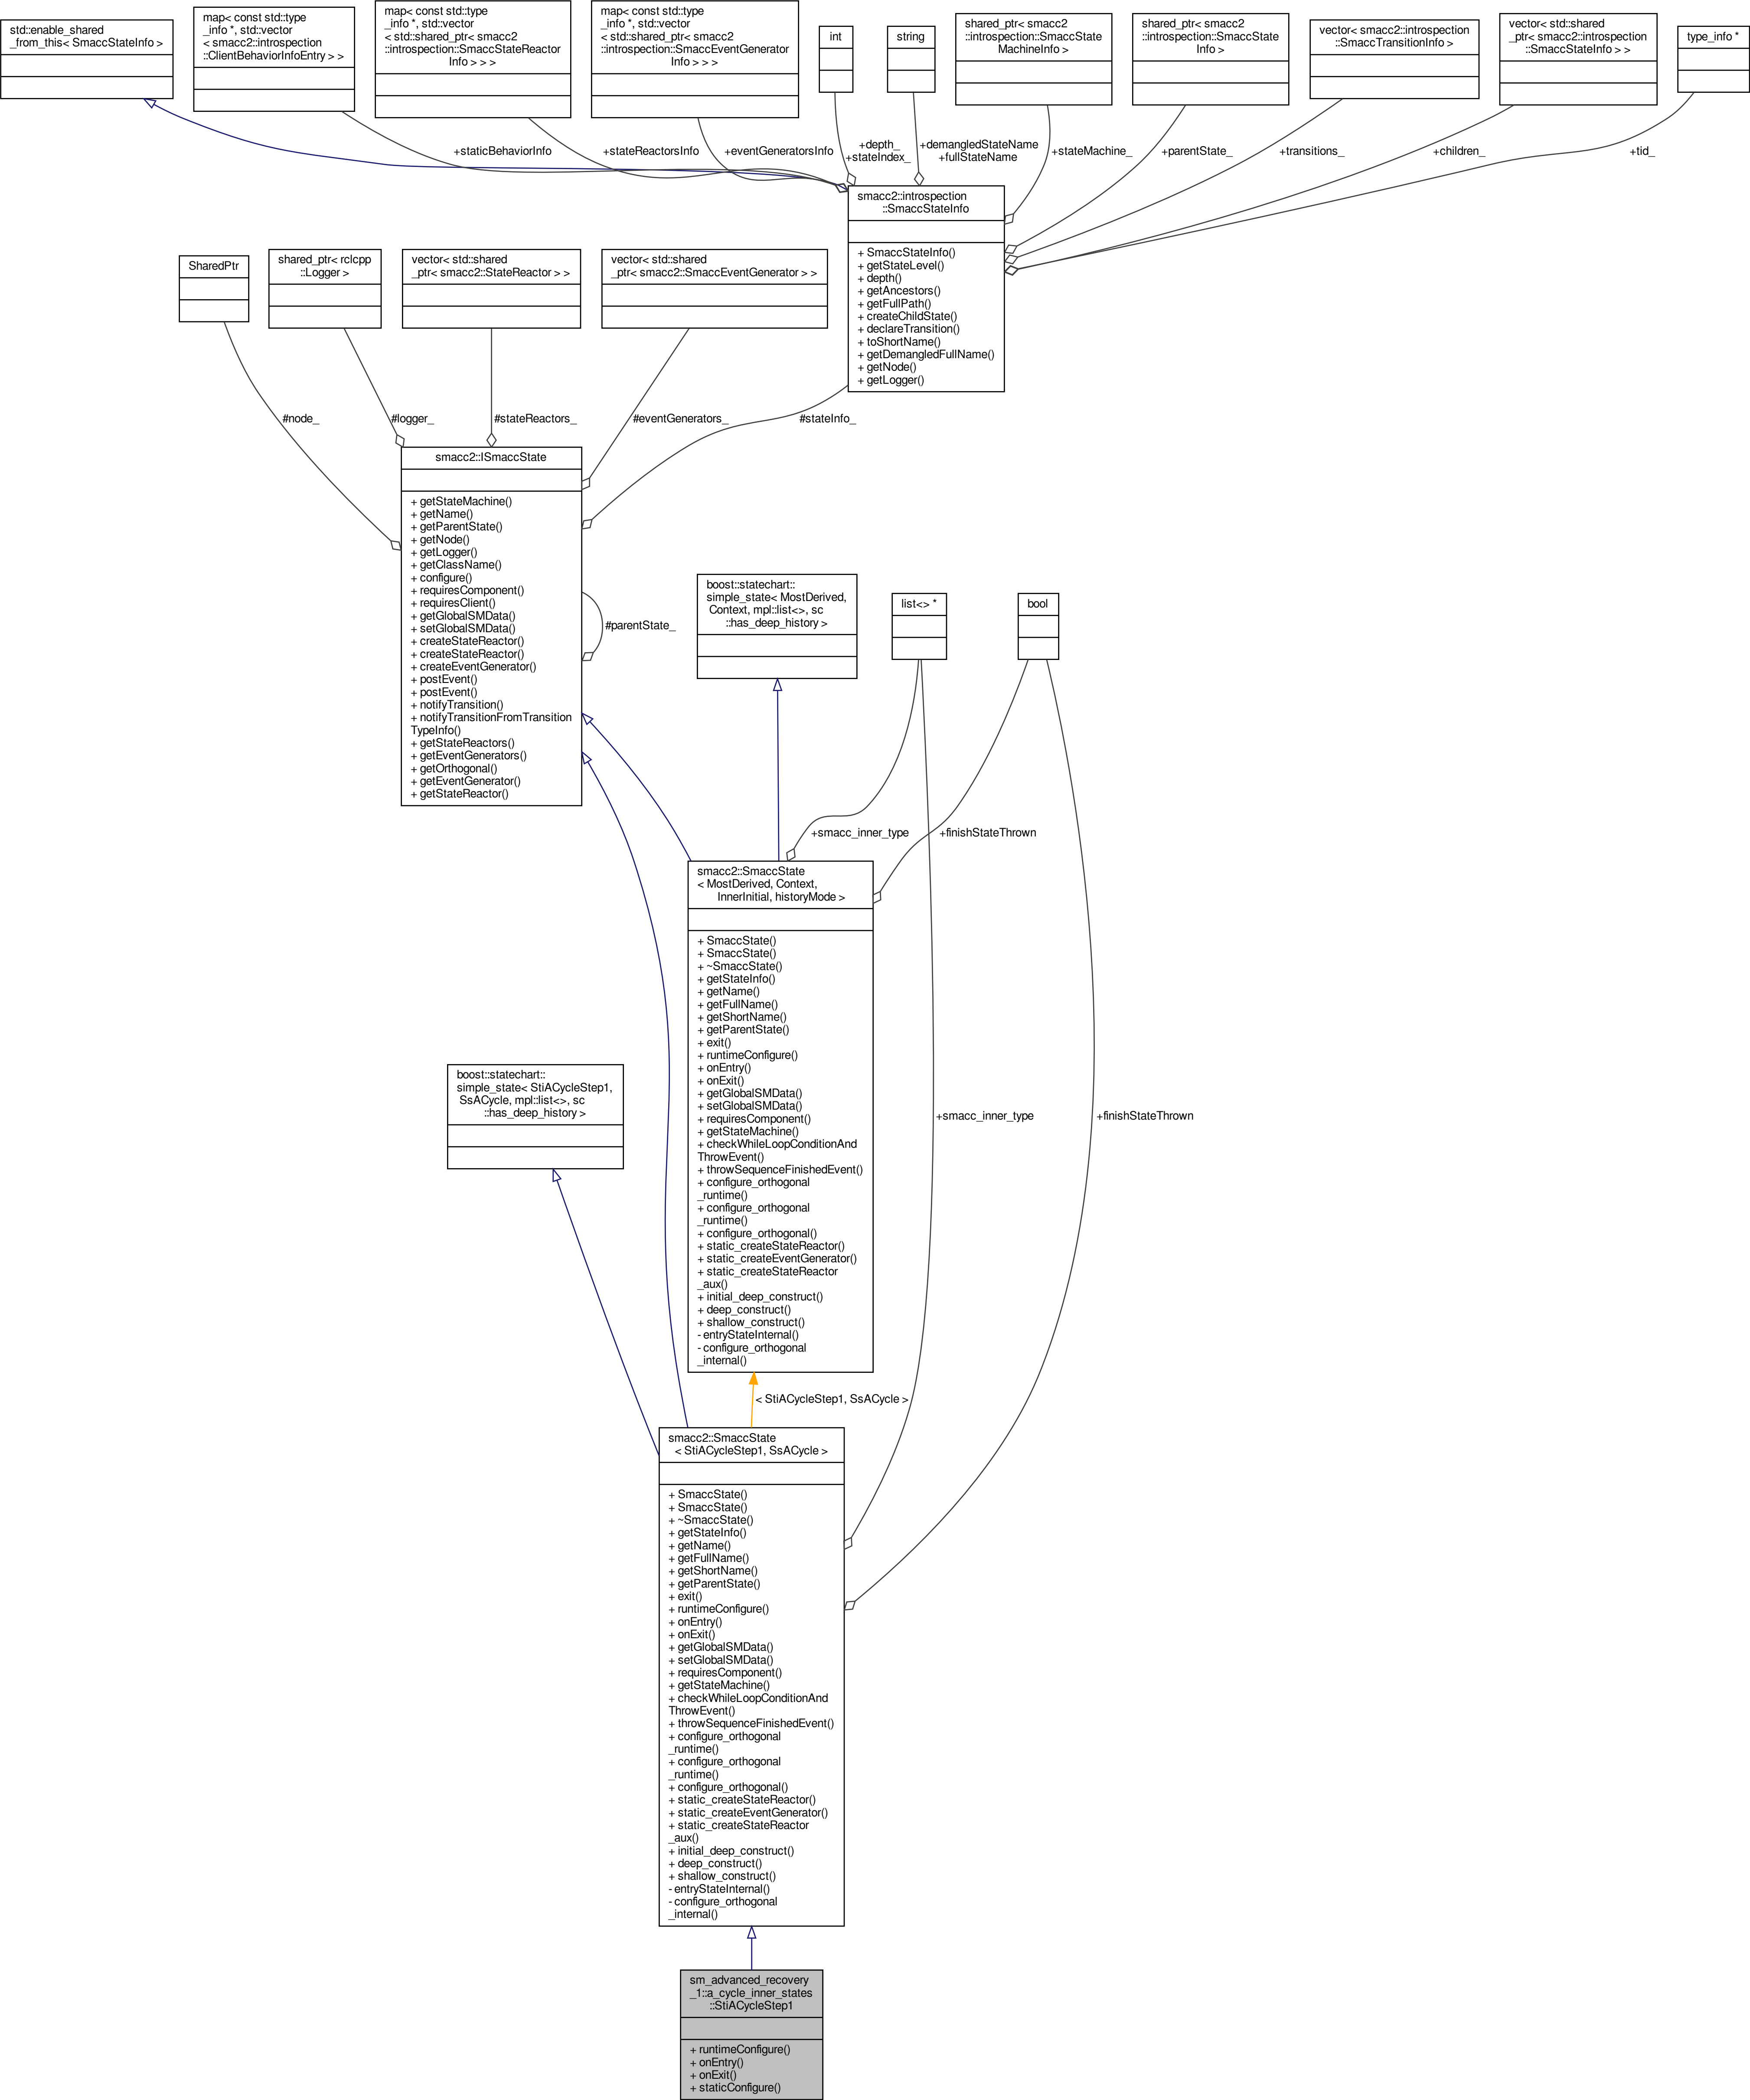 std::enable_shared
_from_this< SmaccStateInfo >
map< const std::type
_info *, std::vector
< smacc2::introspection
::ClientBehaviorInfoEntry > >
map< const std::type
_info *, std::vector
< std::shared_ptr< smacc2
::introspection::SmaccStateReactor
Info > > >
map< const std::type
_info *, std::vector
< std::shared_ptr< smacc2
::introspection::SmaccEventGenerator
Info > > >
int
string
shared_ptr< smacc2
::introspection::SmaccState
MachineInfo >
shared_ptr< smacc2
::introspection::SmaccState
Info >
vector< smacc2::introspection
::SmaccTransitionInfo >
vector< std::shared
_ptr< smacc2::introspection
::SmaccStateInfo > >
type_info *
+staticBehaviorInfo
+stateReactorsInfo
+eventGeneratorsInfo
+depth_
+stateIndex_
+demangledStateName
+fullStateName
+stateMachine_
+parentState_
+transitions_
+children_
+tid_
smacc2::introspection
::SmaccStateInfo
+ SmaccStateInfo()
+ getStateLevel()
+ depth()
+ getAncestors()
+ getFullPath()
+ createChildState()
+ declareTransition()
+ toShortName()
+ getDemangledFullName()
+ getNode()
+ getLogger()
SharedPtr
shared_ptr< rclcpp
::Logger >
vector< std::shared
_ptr< smacc2::StateReactor > >
vector< std::shared
_ptr< smacc2::SmaccEventGenerator > >
#node_
#logger_
#stateReactors_
#eventGenerators_
#stateInfo_
smacc2::ISmaccState
+ getStateMachine()
+ getName()
+ getParentState()
+ getNode()
+ getLogger()
+ getClassName()
+ configure()
+ requiresComponent()
+ requiresClient()
+ getGlobalSMData()
+ setGlobalSMData()
+ createStateReactor()
+ createStateReactor()
+ createEventGenerator()
+ postEvent()
+ postEvent()
+ notifyTransition()
+ notifyTransitionFromTransition
TypeInfo()
+ getStateReactors()
+ getEventGenerators()
+ getOrthogonal()
+ getEventGenerator()
+ getStateReactor()
#parentState_
boost::statechart::
simple_state< MostDerived,
Context, mpl::list<>, sc
::has_deep_history >
list<> *
bool
+smacc_inner_type
+finishStateThrown
smacc2::SmaccState
< MostDerived, Context,
InnerInitial, historyMode >
+ SmaccState()
+ SmaccState()
+ ~SmaccState()
+ getStateInfo()
+ getName()
+ getFullName()
+ getShortName()
+ getParentState()
+ exit()
+ runtimeConfigure()
+ onEntry()
+ onExit()
+ getGlobalSMData()
+ setGlobalSMData()
+ requiresComponent()
+ getStateMachine()
+ checkWhileLoopConditionAnd
ThrowEvent()
+ throwSequenceFinishedEvent()
+ configure_orthogonal
_runtime()
+ configure_orthogonal
_runtime()
+ configure_orthogonal()
+ static_createStateReactor()
+ static_createEventGenerator()
+ static_createStateReactor
_aux()
+ initial_deep_construct()
+ deep_construct()
+ shallow_construct()
- entryStateInternal()
- configure_orthogonal
_internal()
boost::statechart::
simple_state< StiACycleStep1,
SsACycle, mpl::list<>, sc
::has_deep_history >
+smacc_inner_type
+finishStateThrown
< StiACycleStep1, SsACycle >
smacc2::SmaccState
< StiACycleStep1, SsACycle >
+ SmaccState()
+ SmaccState()
+ ~SmaccState()
+ getStateInfo()
+ getName()
+ getFullName()
+ getShortName()
+ getParentState()
+ exit()
+ runtimeConfigure()
+ onEntry()
+ onExit()
+ getGlobalSMData()
+ setGlobalSMData()
+ requiresComponent()
+ getStateMachine()
+ checkWhileLoopConditionAnd
ThrowEvent()
+ throwSequenceFinishedEvent()
+ configure_orthogonal
_runtime()
+ configure_orthogonal
_runtime()
+ configure_orthogonal()
+ static_createStateReactor()
+ static_createEventGenerator()
+ static_createStateReactor
_aux()
+ initial_deep_construct()
+ deep_construct()
+ shallow_construct()
- entryStateInternal()
- configure_orthogonal
_internal()
sm_advanced_recovery
_1::a_cycle_inner_states
::StiACycleStep1
+ runtimeConfigure()
+ onEntry()
+ onExit()
+ staticConfigure()